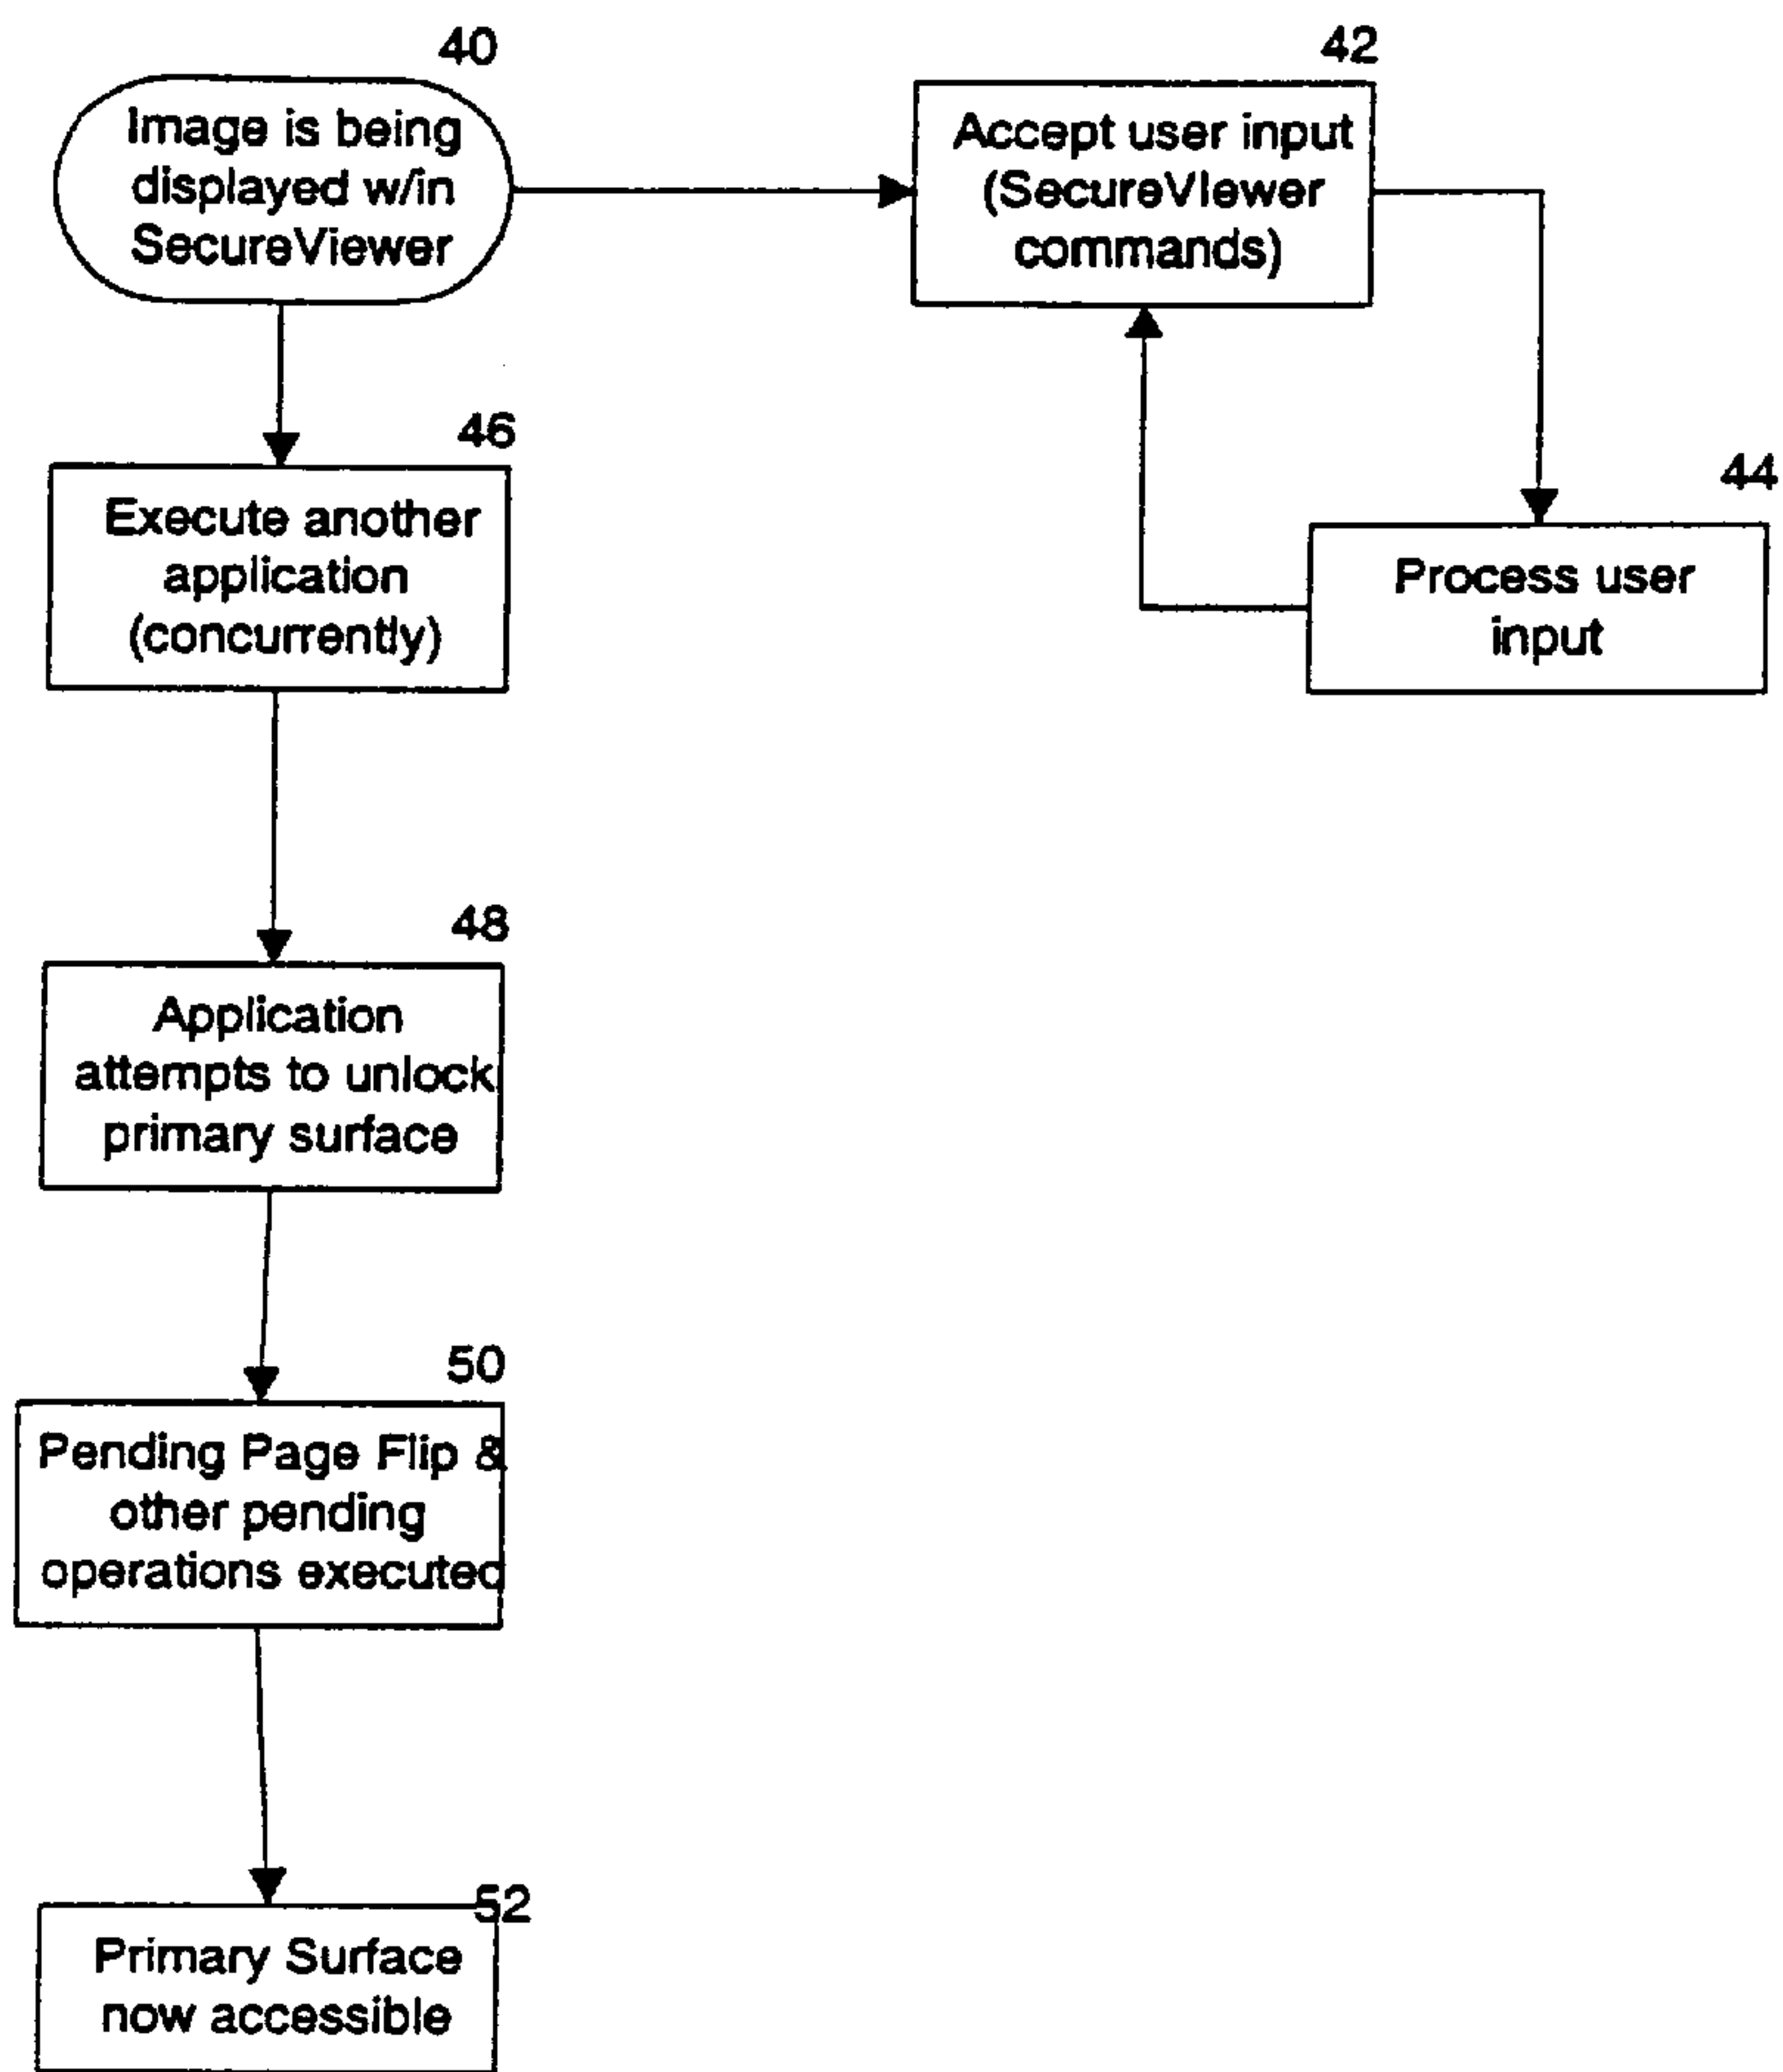 40
Image is being
displayed w/in
SecureViewer
42
Accept user input
(SecureVIewer
commands)
46
Execute another
application
(concurrently)
44
Process user
input
48
Application
attempts to unlock
primary surface
50
Pending Page Flip &
other pending
operations executed
52
Primary Surface
now accessible